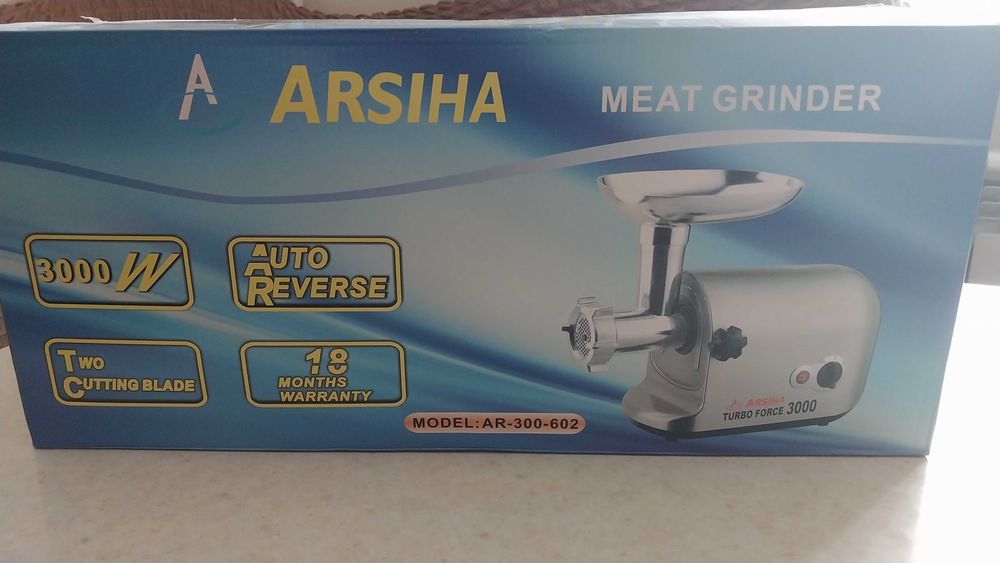 A ARSIHA
MEAT GRINDER
3000 W
AUTO
REVERSE
TWO
CUTTING BLADE
18
MONTHS
WARRANTY
MODEL:AR-300-602
ARSIHA
TURBO FORCE 3000